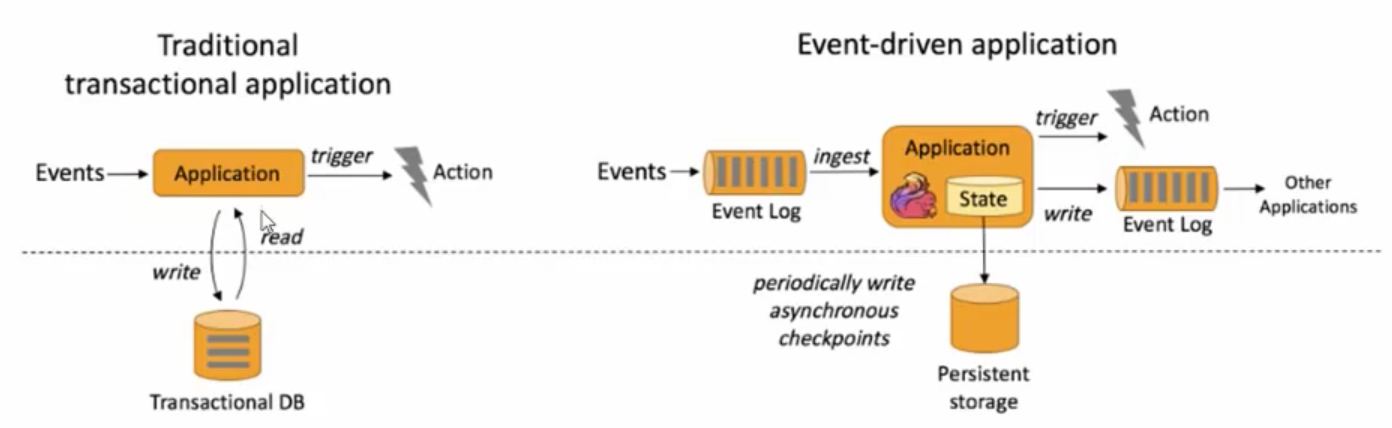 Traditional
transactional application
Events
Application
trigger
Action
read
write
Transactional DB
Event-driven application
Events
Event Log
ingest
Application
State
trigger
Action
write
Event Log
Other
Applications
periodically write
asynchronous
checkpoints
Persistent
storage